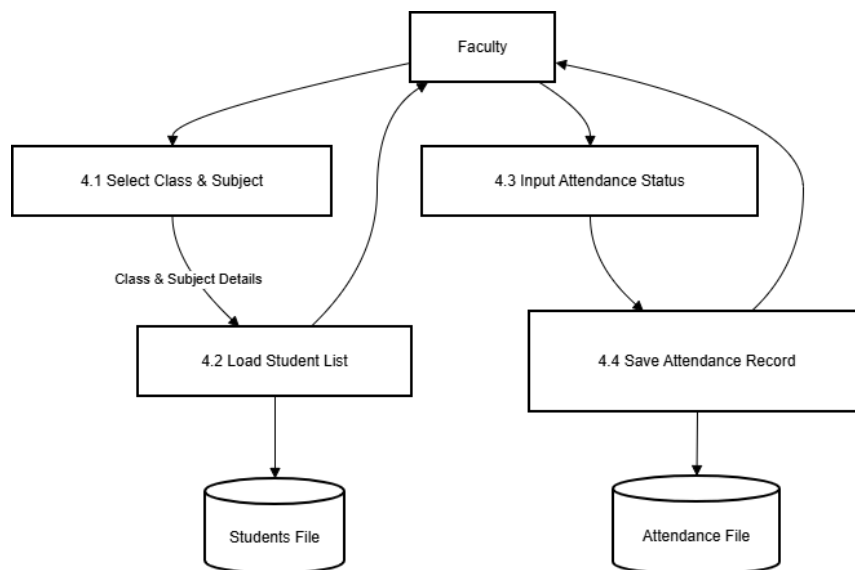 Faculty
4.1 Select Class & Subject
4.3 Input Attendance Status
Class & Subject Details
4.2 Load Student List
4.4 Save Attendance Record
Students File
Attendance File